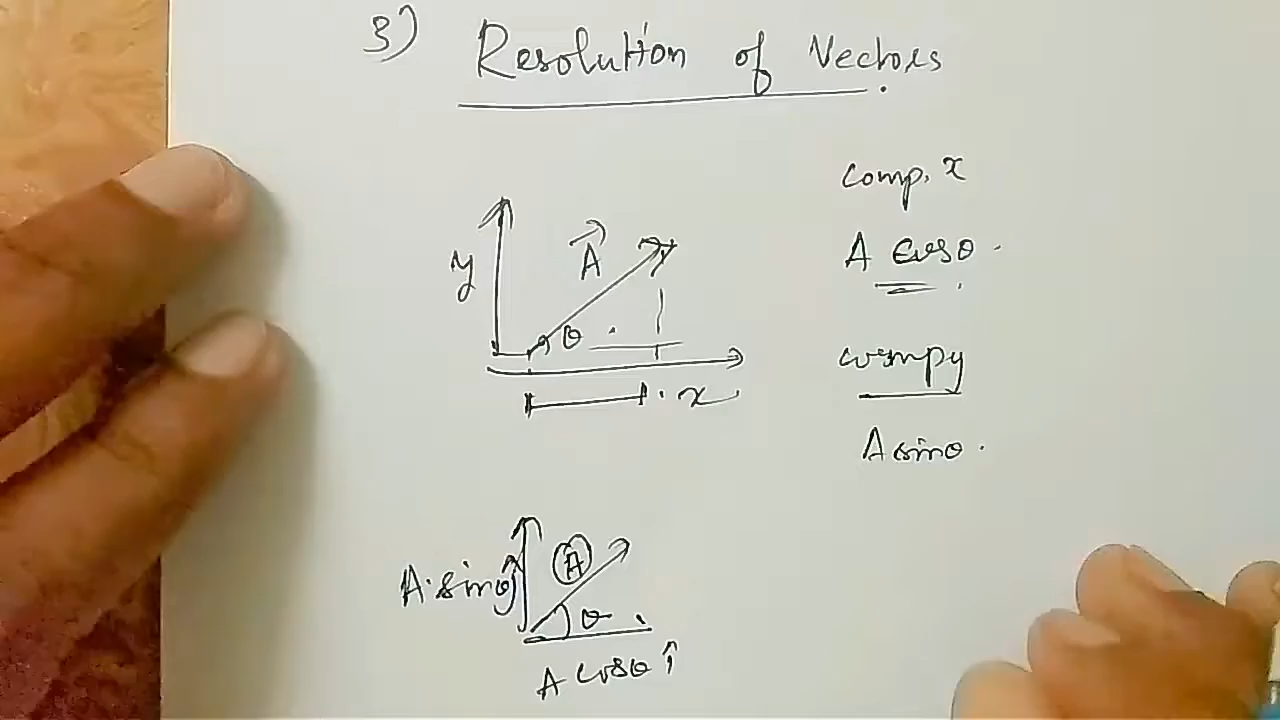 3) Resolution of Vectors
comp. x
A cosθ
comp y
A sinθ
y
A⃗
θ
x
A sinθ ĵ
A
θ
A cosθ î